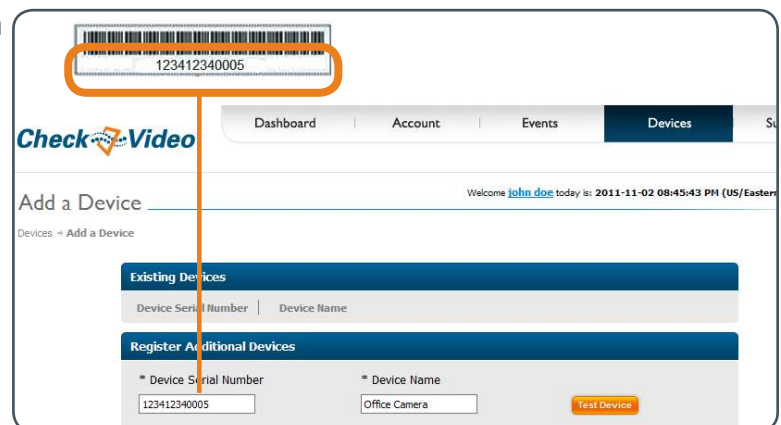 123412340005
Check Video
Dashboard Account Events Devices
Add a Device
Welcome john doe today is: 2011-11-02 08:45:43 PM (US/Eastern
Devices → Add a Device
Existing Devices
Device Serial Number Device Name
Register Additional Devices
* Device Serial Number * Device Name
123412340005 Office Camera Test Device